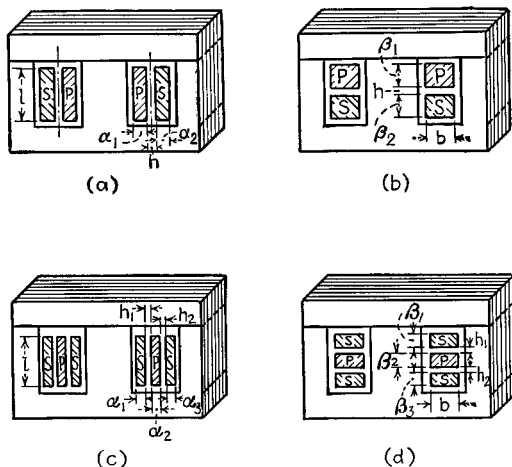 S P P S
l
α₁ α₂
h
(a)
β₁
P P
h
S S
β₂ b
(b)
h₁
h₂
S P S S P S
l
α₁ α₃
α₂
(c)
β₁
S S h₁
β₂ P P
S S h₂
β₃ b
(d)